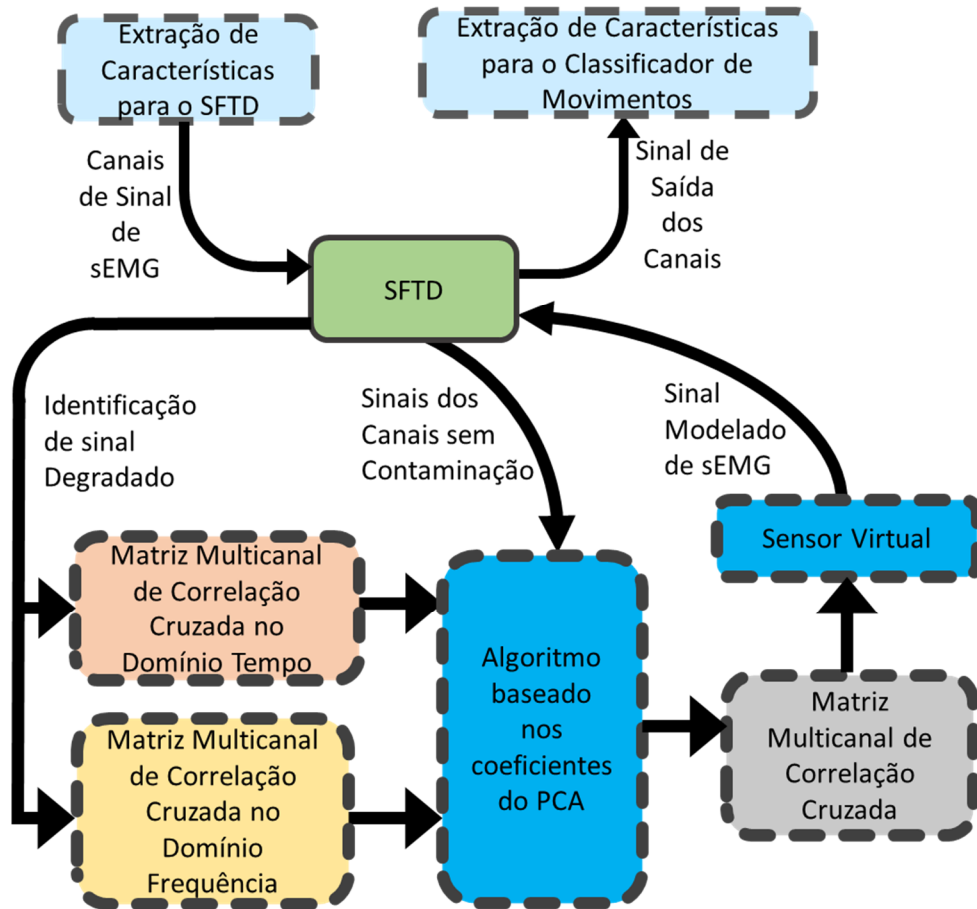 Extração de
Características
para o SFTD
Extração de Características
para o Classificador de
Movimentos
Canais
de Sinal
de
sEMG
Sinal de
Saída
dos
Canais
SFTD
Identificação
de sinal
Degradado
Sinais dos
Canais sem
Contaminação
Sinal
Modelado
de sEMG
Sensor Virtual
Matriz Multicanal
de Correlação
Cruzada no
Domínio Tempo
Matriz Multicanal
de Correlação
Cruzada no
Domínio
Frequência
Algoritmo
baseado
nos
coeficientes
do PCA
Matriz
Multicanal de
Correlação
Cruzada